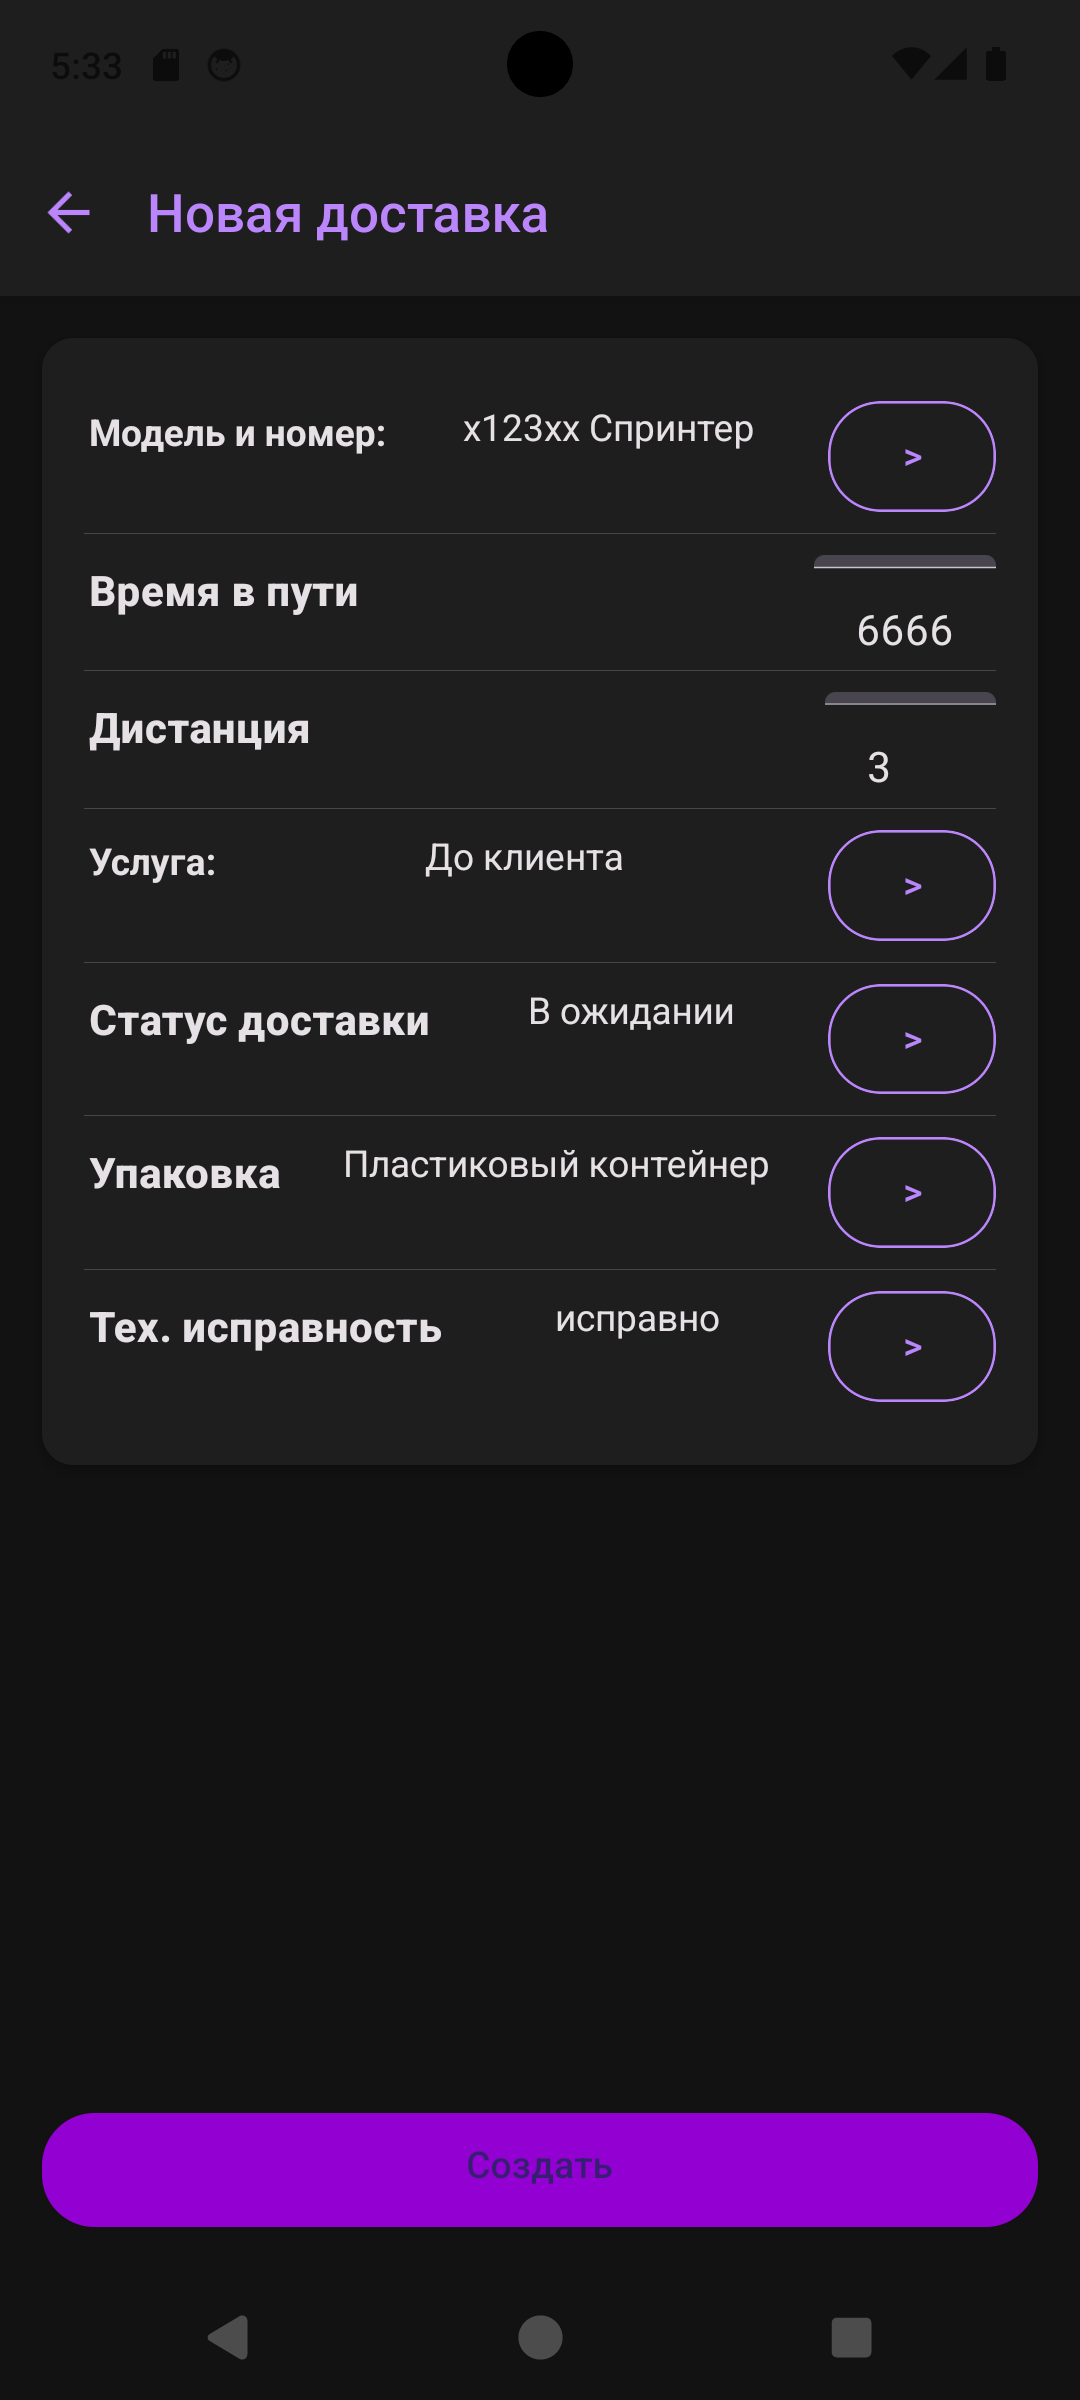 5:33
Новая доставка
Модель и номер: х123хх Спринтер >
Время в пути
6666
Дистанция
3
Услуга: До клиента >
Статус доставки В ожидании >
Упаковка Пластиковый контейнер >
Тех. исправность исправно >
Создать